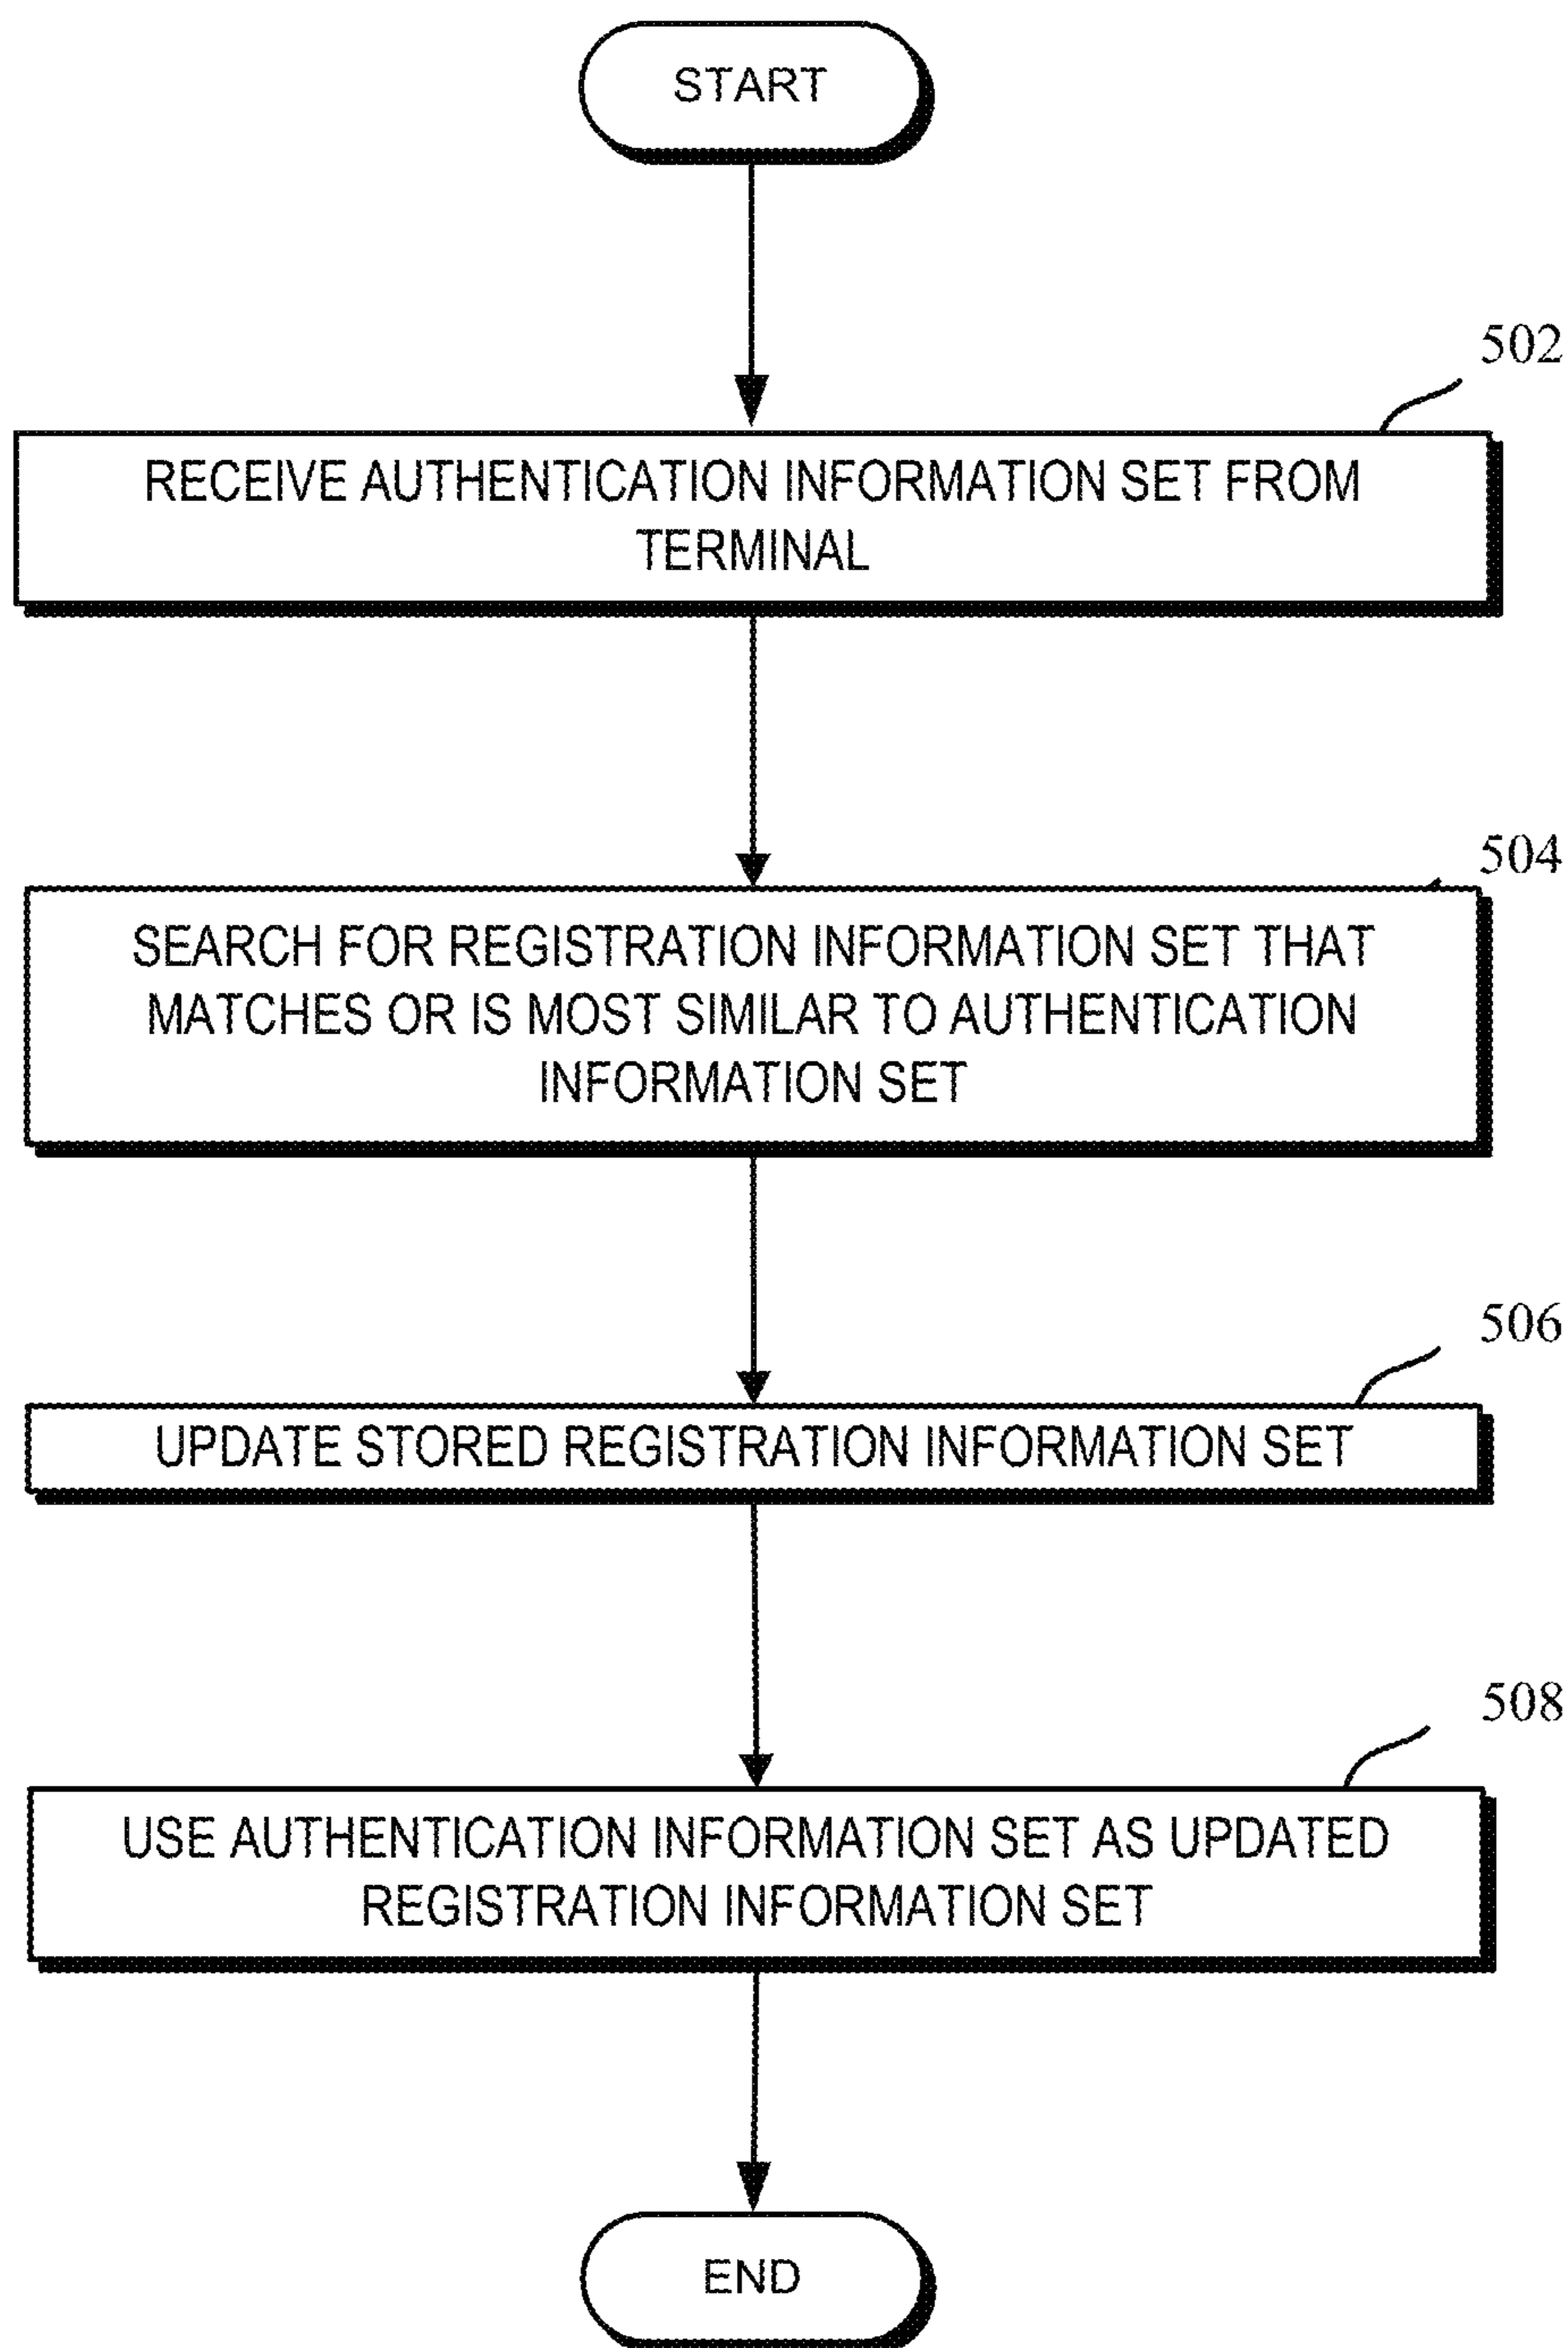 START
502
RECEIVE AUTHENTICATION INFORMATION SET FROM
TERMINAL
504
SEARCH FOR REGISTRATION INFORMATION SET THAT
MATCHES OR IS MOST SIMILAR TO AUTHENTICATION
INFORMATION SET
506
UPDATE STORED REGISTRATION INFORMATION SET
508
USE AUTHENTICATION INFORMATION SET AS UPDATED
REGISTRATION INFORMATION SET
END